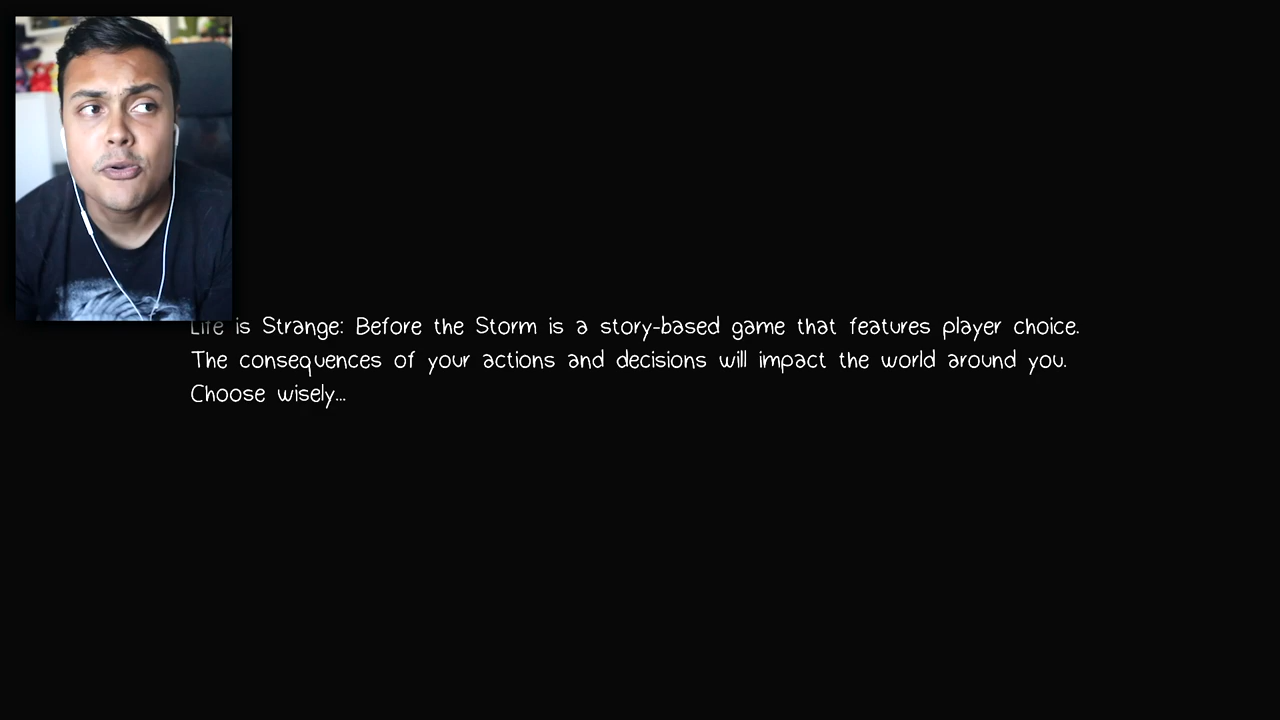 Life is Strange: Before the Storm is a story-based game that features player choice.
The consequences of your actions and decisions will impact the world around you.
Choose wisely...